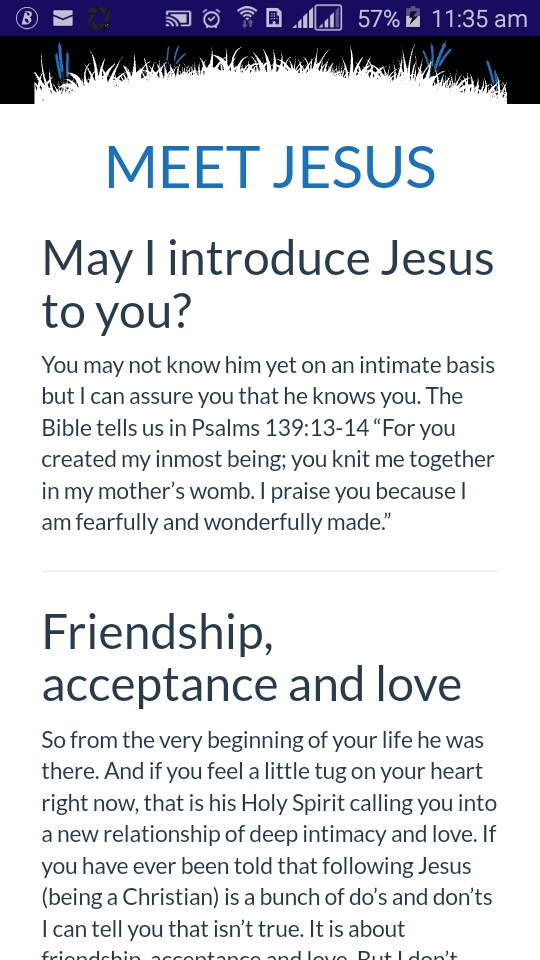 57% 11:35 am
MEET JESUS
May I introduce Jesus
to you?
You may not know him yet on an intimate basis
but I can assure you that he knows you. The
Bible tells us in Psalms 139:13-14 “For you
created my inmost being; you knit me together
in my mother’s womb. I praise you because I
am fearfully and wonderfully made.”
Friendship,
acceptance and love
So from the very beginning of your life he was
there. And if you feel a little tug on your heart
right now, that is his Holy Spirit calling you into
a new relationship of deep intimacy and love. If
you have ever been told that following Jesus
(being a Christian) is a bunch of do’s and don’ts
I can tell you that isn’t true. It is about
friendship, acceptance and love. But I don’t